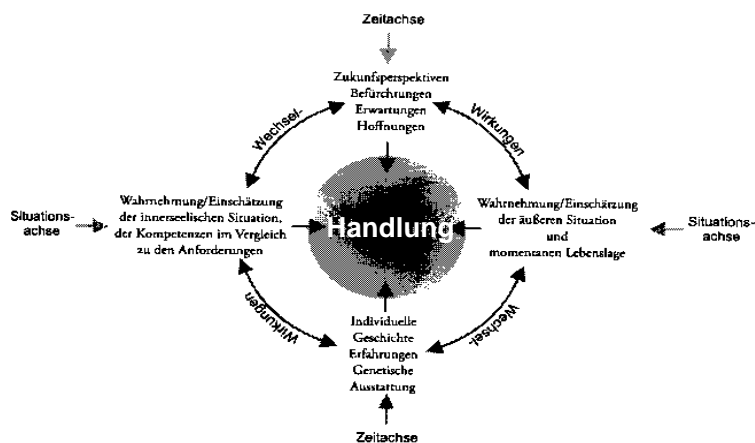 Zeitachse
Zukunfsperspektiven
Befürchtungen
Erwartungen
Hoffnungen
Wechsel-
Wirkungen
Situations-
achse
Wahrnehmung/Einschätzung
der innerseelischen Situation,
der Kompetenzen im Vergleich
zu den Anforderungen
Handlung
Wahrnehmung/Einschärzung
der äußeren Situation
und
momentanen Lebenslage
Situations-
achse
Wirkungen
Wechsel-
Individuelle
Geschichte
Erfahrungen
Genetische
Ausstattung
Zeitachse